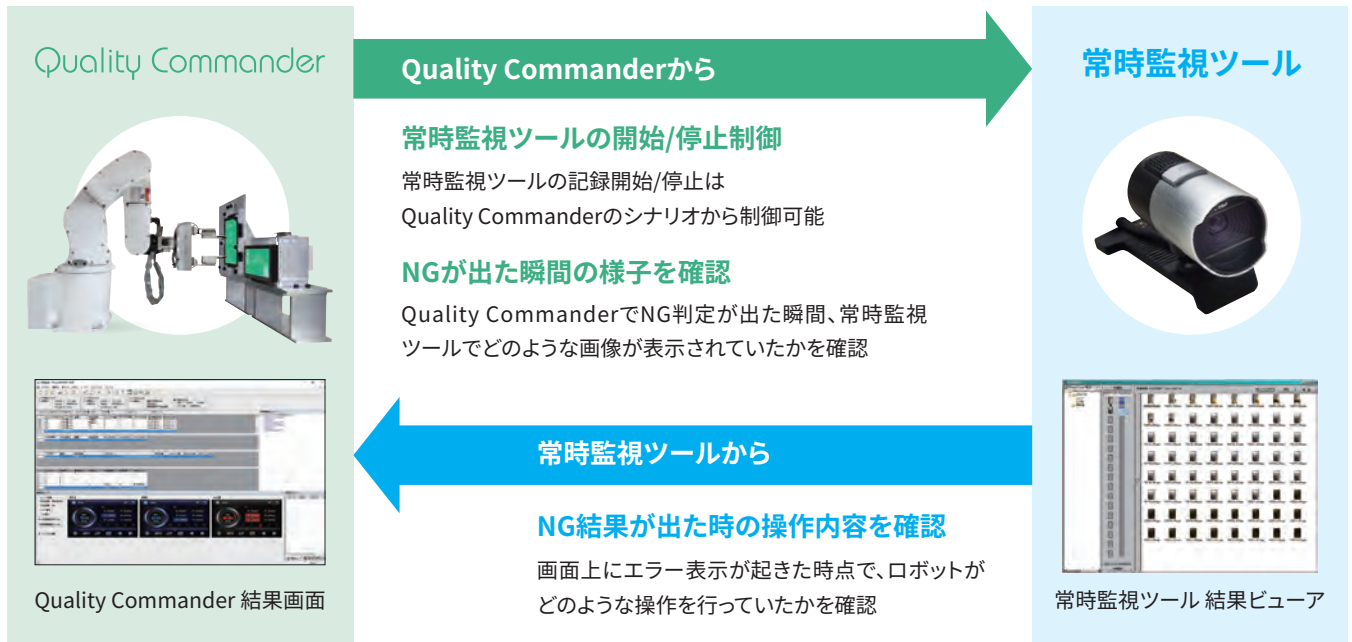 Quality Commander
Quality Commanderから
常時監視ツール
常時監視ツールの開始/停止制御
常時監視ツールの記録開始/停止は
Quality Commanderのシナリオから制御可能
NGが出た瞬間の様子を確認
Quality CommanderでNG判定が出た瞬間、常時監視
ツールでどのような画像が表示されていたかを確認
常時監視ツールから
NG結果が出た時の操作内容を確認
画面上にエラー表示が起きた時点で、ロボットが
どのような操作を行っていたかを確認
Quality Commander 結果画面
常時監視ツール 結果ビューア